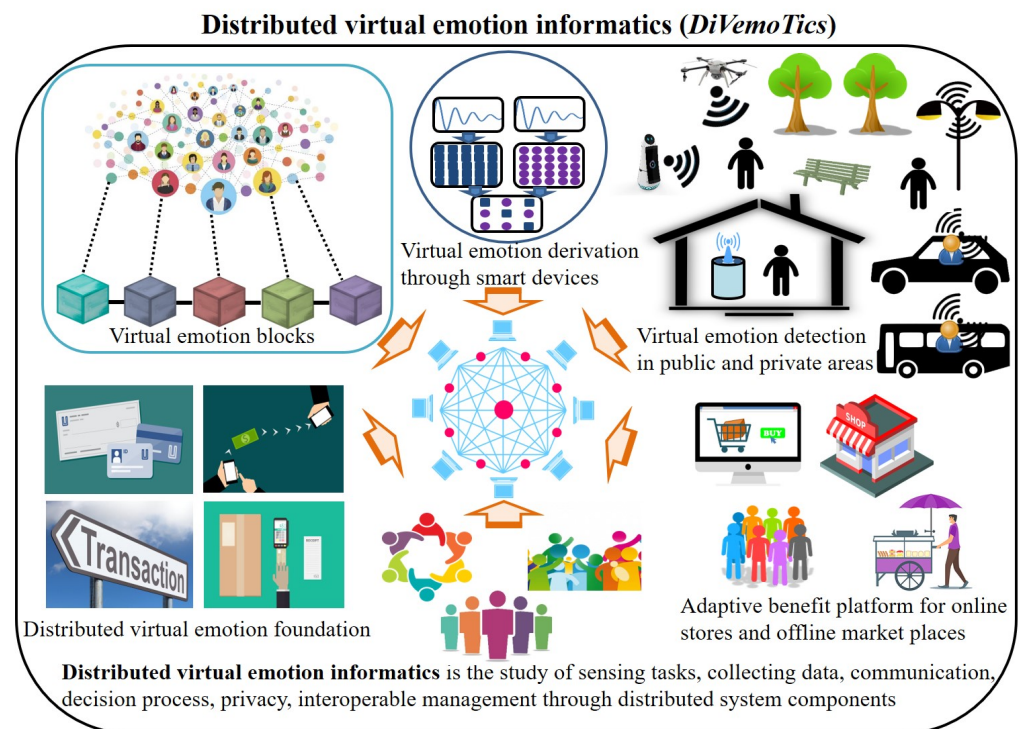 Distributed virtual emotion informatics (DiVemoTics)
Virtual emotion blocks
Virtual emotion derivation
through smart devices
Virtual emotion detection
in public and private areas
Transaction
Distributed virtual emotion foundation
BUY
SHOP
Adaptive benefit platform for online
stores and offline market places
Distributed virtual emotion informatics is the study of sensing tasks, collecting data, communication,
decision process, privacy, interoperable management through distributed system components